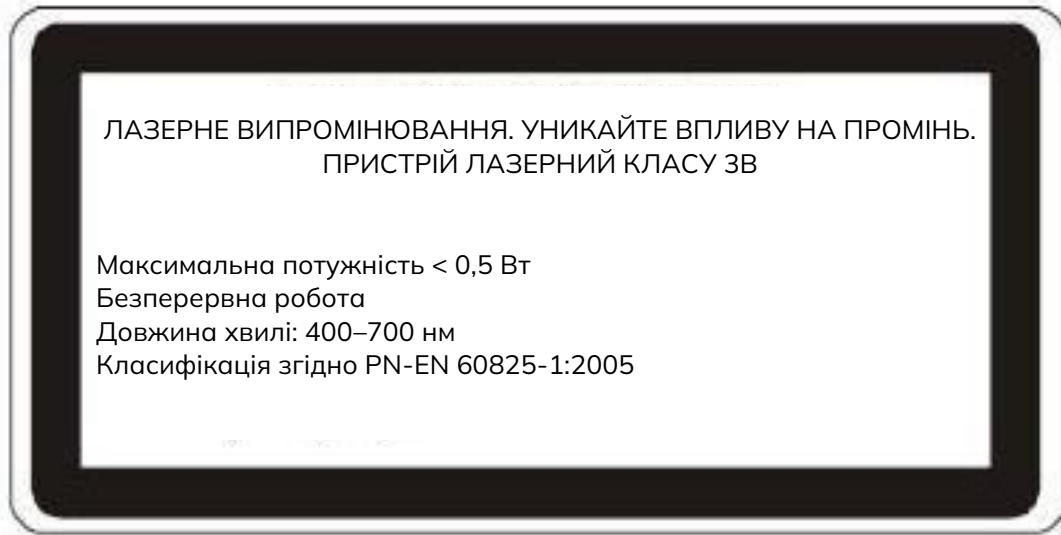 ЛАЗЕРНЕ ВИПРОМІНЮВАННЯ. УНИКАЙТЕ ВПЛИВУ НА ПРОМІНЬ.
ПРИСТРІЙ ЛАЗЕРНИЙ КЛАСУ 3В
Максимальна потужність < 0,5 Вт
Безперервна робота
Довжина хвилі: 400–700 нм
Класифікація згідно PN-EN 60825-1:2005